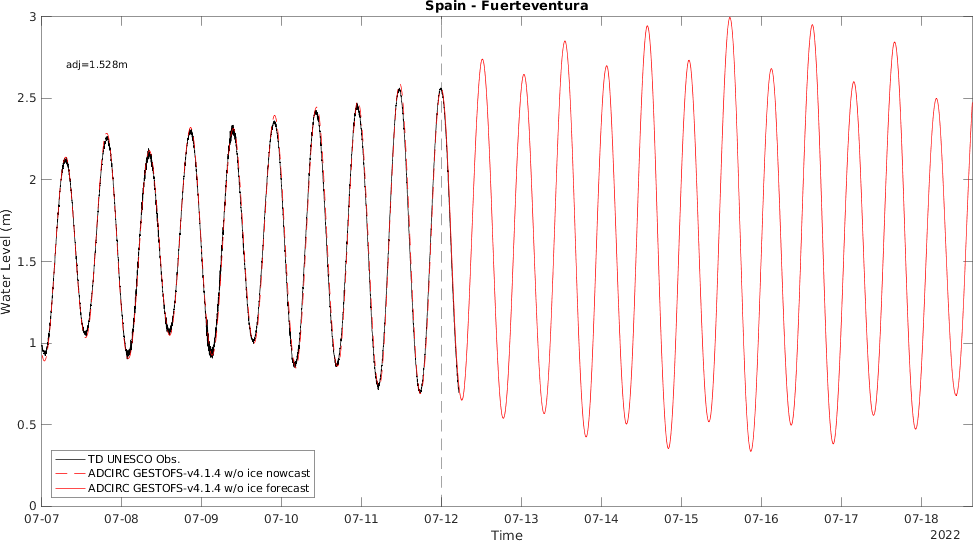 Spain - Fuerteventura
adj=1.528m
Water Level (m)
3
2.5
2
1.5
1
0.5
0
TD UNESCO Obs.
ADCIRC GESTOFS-v4.1.4 w/o ice nowcast
ADCIRC GESTOFS-v4.1.4 w/o ice forecast
07-07 07-08 07-09 07-10 07-11 07-12 07-13 07-14 07-15 07-16 07-17 07-18
Time
2022